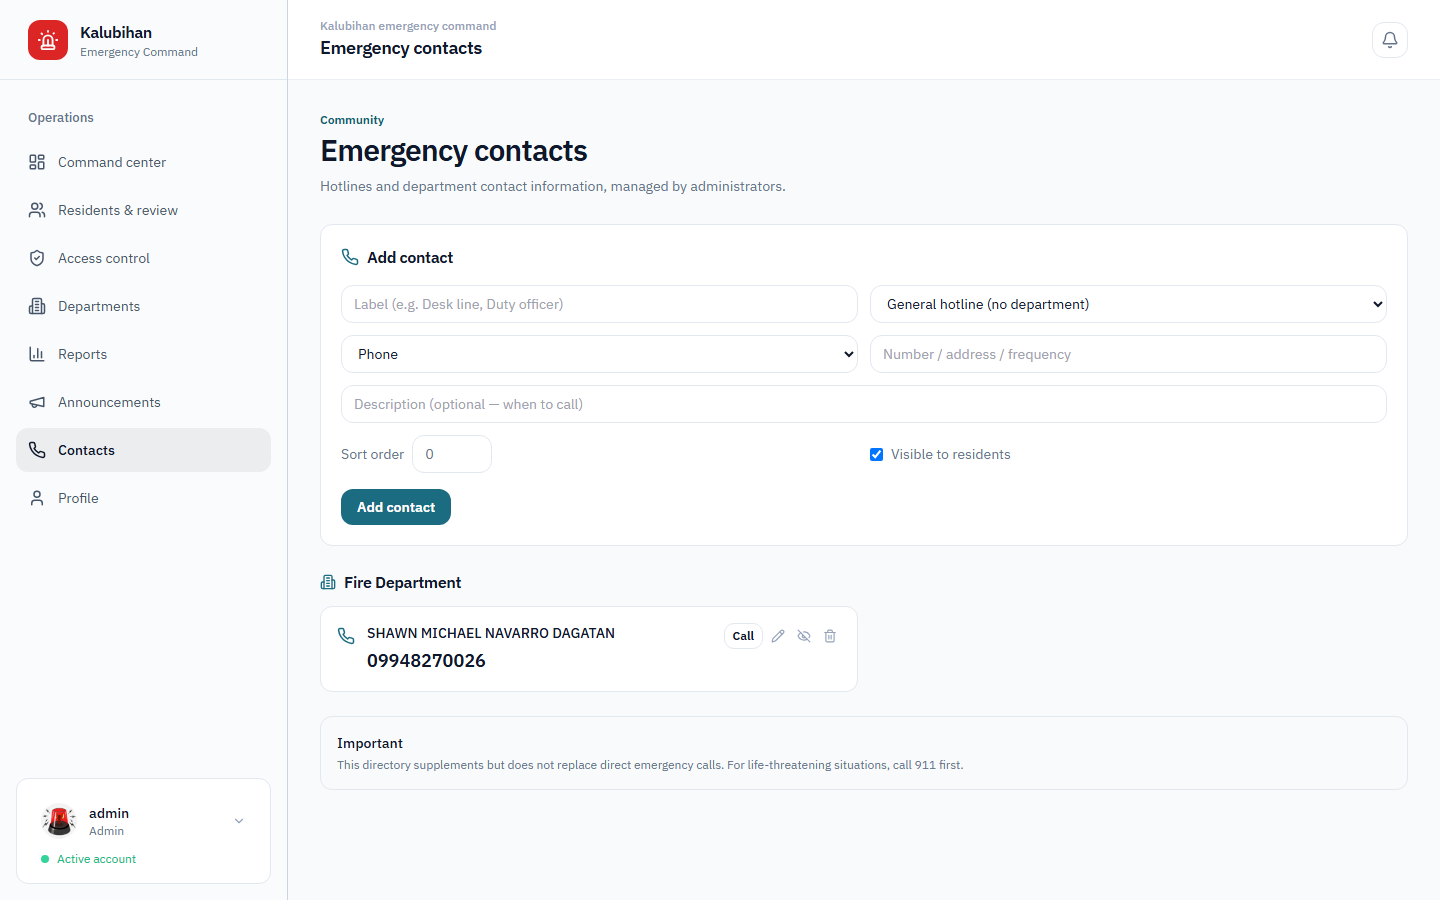 Kalubihan
Emergency Command
Operations
Command center
Residents & review
Access control
Departments
Reports
Announcements
Contacts
Profile
admin
Admin
Active account
Kalubihan emergency command
Emergency contacts
Community
Emergency contacts
Hotlines and department contact information, managed by administrators.
Add contact
Label (e.g. Desk line, Duty officer)
General hotline (no department)
Phone
Number / address / frequency
Description (optional — when to call)
Sort order 0
Visible to residents
Add contact
Fire Department
SHAWN MICHAEL NAVARRO DAGATAN
Call
09948270026
Important
This directory supplements but does not replace direct emergency calls. For life-threatening situations, call 911 first.